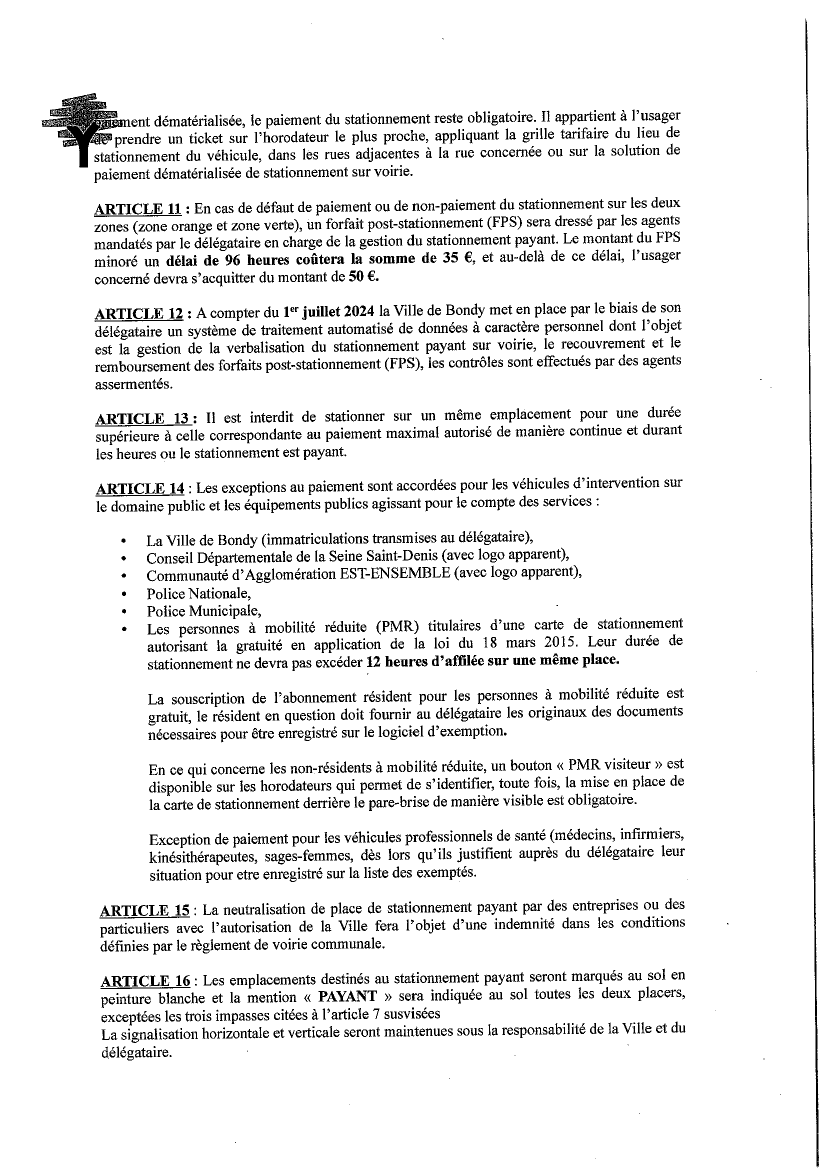 paiement dématérialisée, le paiement du stationnement reste obligatoire. Il appartient à l'usager
de prendre un ticket sur l'horodateur le plus proche, appliquant la grille tarifaire du lieu de
stationnement du véhicule, dans les rues adjacentes à la rue concernée ou sur la solution de
paiement dématérialisée de stationnement sur voirie.
ARTICLE 11 : En cas de défaut de paiement ou de non-paiement du stationnement sur les deux
zones (zone orange et zone verte), un forfait post-stationnement (FPS) sera dressé par les agents
mandatés par le délégataire en charge de la gestion du stationnement payant. Le montant du FPS
minoré un délai de 96 heures coûtera la somme de 35 €, et au-delà de ce délai, l'usager
concerné devra s'acquitter du montant de 50 €.
ARTICLE 12 : A compter du 1er juillet 2024 la Ville de Bondy met en place par le biais de son
délégataire un système de traitement automatisé de données à caractère personnel dont l'objet
est la gestion de la verbalisation du stationnement payant sur voirie, le recouvrement et le
remboursement des forfaits post-stationnement (FPS), les contrôles sont effectués par des agents
assermentés.
ARTICLE 13 : Il est interdit de stationner sur un même emplacement pour une durée
supérieure à celle correspondante au paiement maximal autorisé de manière continue et durant
les heures ou le stationnement est payant.
ARTICLE 14 : Les exceptions au paiement sont accordées pour les véhicules d'intervention sur
le domaine public et les équipements publics agissant pour le compte des services :
• La Ville de Bondy (immatriculations transmises au délégataire),
• Conseil Départementale de la Seine Saint-Denis (avec logo apparent),
• Communauté d'Agglomération EST-ENSEMBLE (avec logo apparent),
• Police Nationale,
• Police Municipale,
• Les personnes à mobilité réduite (PMR) titulaires d'une carte de stationnement
autorisant la gratuité en application de la loi du 18 mars 2015. Leur durée de
stationnement ne devra pas excéder 12 heures d'affilée sur une même place.
La souscription de l'abonnement résident pour les personnes à mobilité réduite est
gratuit, le résident en question doit fournir au délégataire les originaux des documents
nécessaires pour être enregistré sur le logiciel d'exemption.
En ce qui concerne les non-résidents à mobilité réduite, un bouton « PMR visiteur » est
disponible sur les horodateurs qui permet de s'identifier, toute fois, la mise en place de
la carte de stationnement derrière le pare-brise de manière visible est obligatoire.
Exception de paiement pour les véhicules professionnels de santé (médecins, infirmiers,
kinésithérapeutes, sages-femmes, dès lors qu'ils justifient auprès du délégataire leur
situation pour etre enregistré sur la liste des exemptés.
ARTICLE 15 : La neutralisation de place de stationnement payant par des entreprises ou des
particuliers avec l'autorisation de la Ville fera l'objet d'une indemnité dans les conditions
définies par le règlement de voirie communale.
ARTICLE 16 : Les emplacements destinés au stationnement payant seront marqués au sol en
peinture blanche et la mention « PAYANT » sera indiquée au sol toutes les deux placers,
exceptées les trois impasses citées à l'article 7 susvisées
La signalisation horizontale et verticale seront maintenues sous la responsabilité de la Ville et du
délégataire.